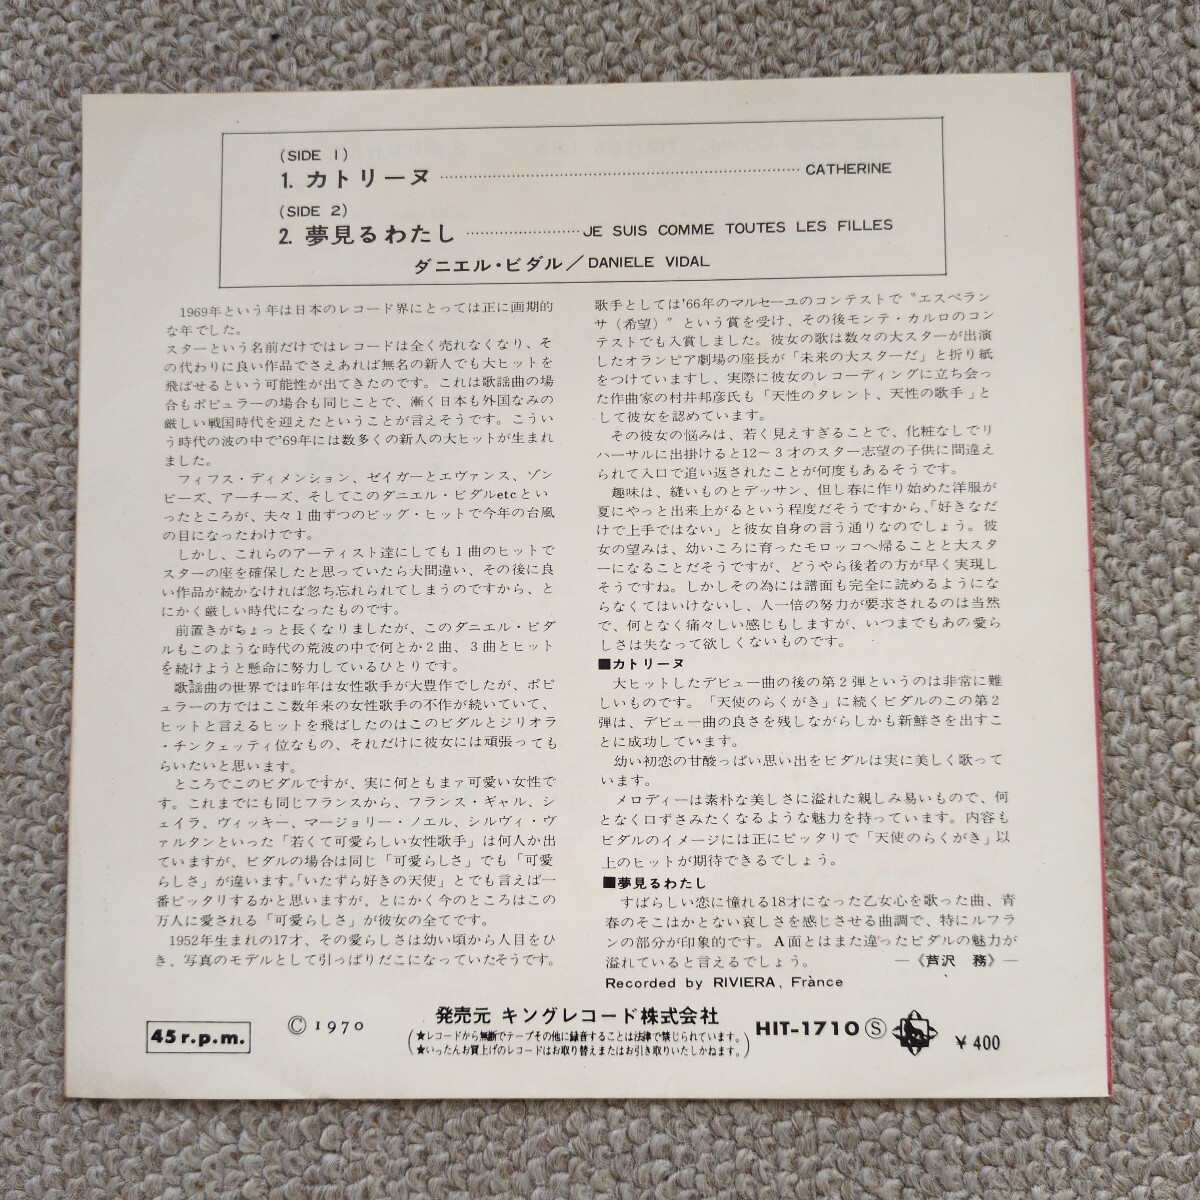 (SIDE 1)
1. カトリーヌ ………………………………………… CATHERINE
(SIDE 2)
2. 夢見るわたし …………………… JE SUIS COMME TOUTES LES FILLES
ダニエル・ビダル／DANIELE VIDAL
1969年という年は日本のレコード界にとっては正に画期的
な年でした。
スターという名前だけではレコードは全く売れなくなり、そ
の代わりに良い作品でさえあれば無名の新人でも大ヒットを
飛ばせるという可能性が出てきたのです。これは歌謡曲の場
合もポピュラーの場合も同じことで、漸く日本も外国なみの
厳しい戦国時代を迎えたということが言えそうです。こうい
う時代の波の中で'69年には数多くの新人の大ヒットが生まれ
ました。
フィフス・ディメンション、ゼイガーとエヴァンス、ゾン
ビーズ、アーチーズ、そしてこのダニエル・ビダルetcとい
ったところが、夫々１曲ずつのビッグ・ヒットで今年の台風
の目になったわけです。
しかし、これらのアーティスト達にしても１曲のヒットで
スターの座を確保したと思っていたら大間違い、その後に良
い作品が続かなければ忽ち忘れられてしまうのですから、と
にかく厳しい時代になったものです。
前置きがちょっと長くなりましたが、このダニエル・ビダ
ルもこのような時代の荒波の中で何とか２曲、３曲とヒット
を続けようと懸命に努力しているひとりです。
歌謡曲の世界では昨年は女性歌手が大豊作でしたが、ポピ
ュラーの方ではここ数年来の女性歌手の不作が続いていて、
ヒットと言えるヒットを飛ばしたのはこのビダルとジリオラ
・チンクェッティ位なもの、それだけに彼女には頑張っても
らいたいと思います。
ところでこのビダルですが、実に何ともまァ可愛い女性で
す。これまでにも同じフランスから、フランス・ギャル、シ
ェイラ、ヴィッキー、マージョリー・ノエル、シルヴィ・ヴ
ァルタンといった「若くて可愛らしい女性歌手」は何人か出
ていますが、ビダルの場合は同じ「可愛らしさ」でも「可愛
らしさ」が違います。「いたずら好きの天使」とでも言えば一
番ピッタリするかと思いますが、とにかく今のところはこの
万人に愛される「可愛らしさ」が彼女の全てです。
1952年生まれの17才、その愛らしさは幼い頃から人目をひ
き、写真のモデルとして引っぱりだこになっていたそうです。
歌手としては'66年のマルセーユのコンテストで〝エスペラン
サ（希望）〟という賞を受け、その後モンテ・カルロのコン
テストでも入賞しました。彼女の歌は数々の大スターが出演
したオランピア劇場の座長が「未来の大スターだ」と折り紙
をつけていますし、実際に彼女のレコーディングに立ち会っ
た作曲家の村井邦彦氏も「天性のタレント、天性の歌手」と
して彼女を認めています。
その彼女の悩みは、若く見えすぎることで、化粧なしでリ
ハーサルに出掛けると12〜３才のスター志望の子供に間違え
られて入口で追い返されたことが何度もあるそうです。
趣味は、縫いものとデッサン、但し春に作り始めた洋服が
夏にやっと出来上がるという程度だそうですから、「好きなだ
けで上手ではない」と彼女自身の言う通りなのでしょう。彼
女の望みは、幼いころに育ったモロッコへ帰ることと大スタ
ーになることだそうですが、どうやら後者の方が早く実現し
そうですね。しかしその為には譜面も完全に読めるようにな
らなくてはいけないし、人一倍の努力が要求されるのは当然
で、何となく痛々しい感じもしますが、いつまでもあの愛ら
しさは失なって欲しくないものです。
■カトリーヌ
大ヒットしたデビュー曲の後の第２弾というのは非常に難
しいものです。「天使のらくがき」に続くビダルのこの第２
弾は、デビュー曲の良さを残しながらしかも新鮮さを出すこ
とに成功しています。
幼い初恋の甘酸っぱい思い出をビダルは実に美しく歌って
います。
メロディーは素朴な美しさに溢れた親しみ易いもので、何
となく口ずさみたくなるような魅力を持っています。内容も
ビダルのイメージには正にピッタリで「天使のらくがき」以
上のヒットが期待できるでしょう。
■夢見るわたし
すばらしい恋に憧れる18才になった乙女心を歌った曲、青
春のそこはかとない哀しさを感じさせる曲調で、特にルフラ
ンの部分が印象的です。Ａ面とはまた違ったビダルの魅力が
溢れていると言えるでしょう。 —《芦沢 務》—
Recorded by RIVIERA, France
45 r.p.m.
© 1970
発売元 キングレコード株式会社
★レコードから無断でテープその他に録音することは法律で禁じられています。
★いったんお買上げのレコードはお取り替えまたはお引き取りいたしかねます。
HIT-1710 Ⓢ
¥ 400